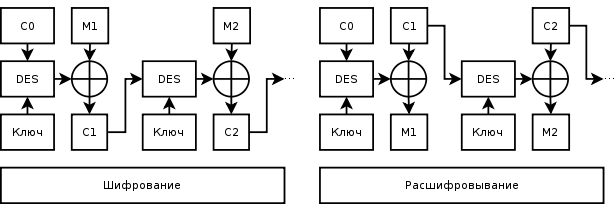 C0 M1 M2 C0 C1 C2
DES DES ... DES DES ...
Ключ C1 Ключ C2 Ключ M1 Ключ M2
Шифрование Расшифровывание